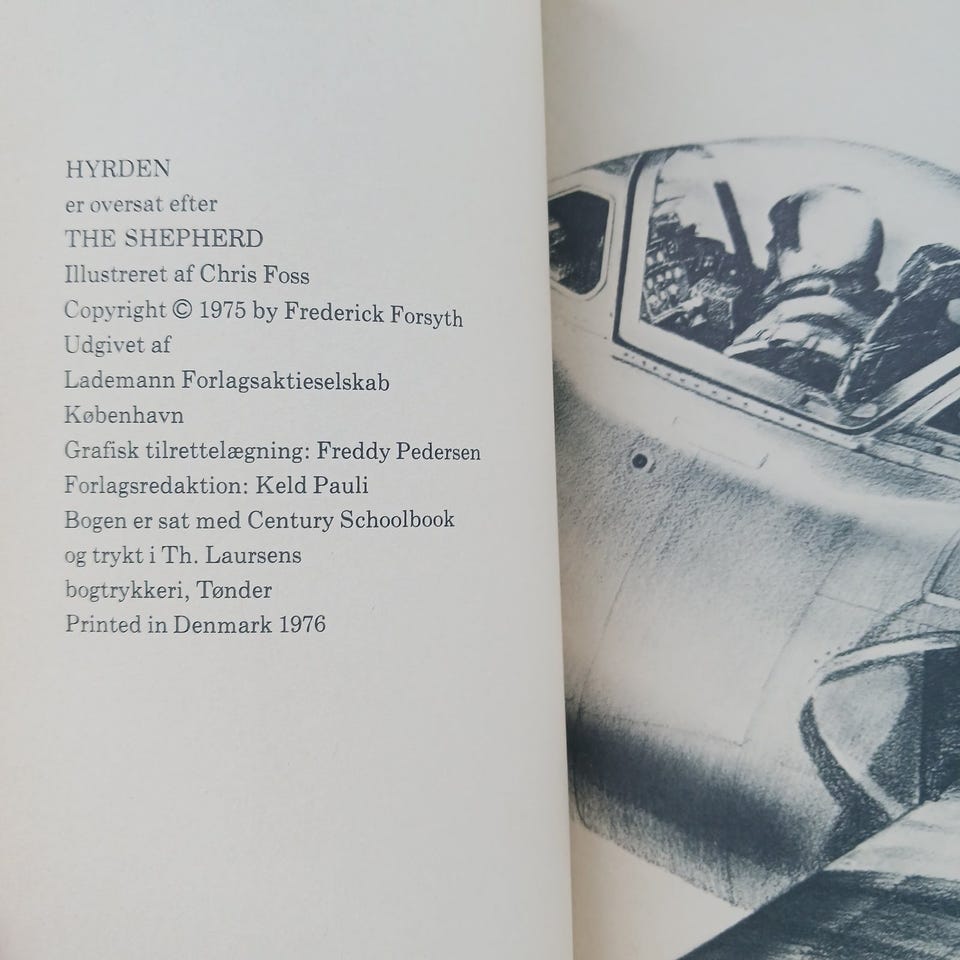 HYRDEN
er oversat efter
THE SHEPHERD
Illustreret af Chris Foss
Copyright © 1975 by Frederick Forsyth
Udgivet af
Lademann Forlagsaktieselskab
København
Grafisk tilrettelægning: Freddy Pedersen
Forlagsredaktion: Keld Pauli
Bogen er sat med Century Schoolbook
og trykt i Th. Laursens
bogtrykkeri, Tønder
Printed in Denmark 1976